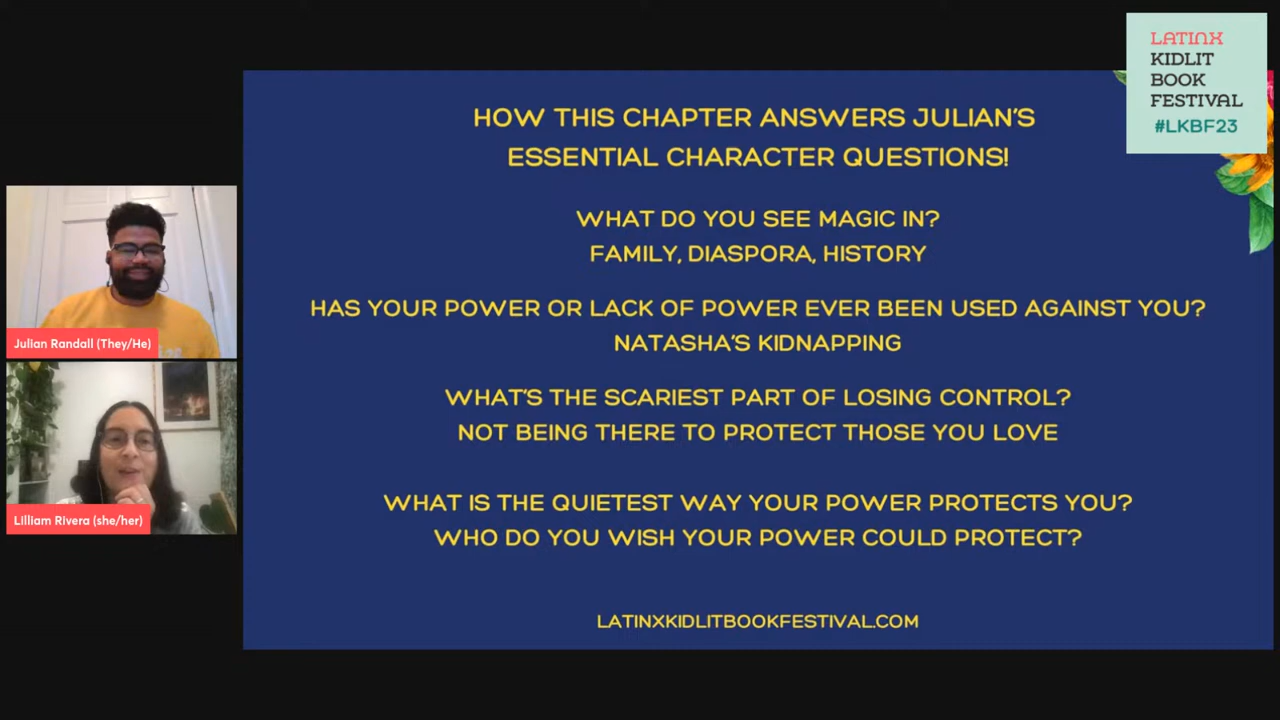 LATINX
KIDLIT
BOOK
FESTIVAL
#LKBF23
HOW THIS CHAPTER ANSWERS JULIAN'S
ESSENTIAL CHARACTER QUESTIONS!
WHAT DO YOU SEE MAGIC IN?
FAMILY, DIASPORA, HISTORY
HAS YOUR POWER OR LACK OF POWER EVER BEEN USED AGAINST YOU?
NATASHA'S KIDNAPPING
WHAT'S THE SCARIEST PART OF LOSING CONTROL?
NOT BEING THERE TO PROTECT THOSE YOU LOVE
WHAT IS THE QUIETEST WAY YOUR POWER PROTECTS YOU?
WHO DO YOU WISH YOUR POWER COULD PROTECT?
LATINXKIDLITBOOKFESTIVAL.COM
Julian Randall (They/He)
Lilliam Rivera (she/her)